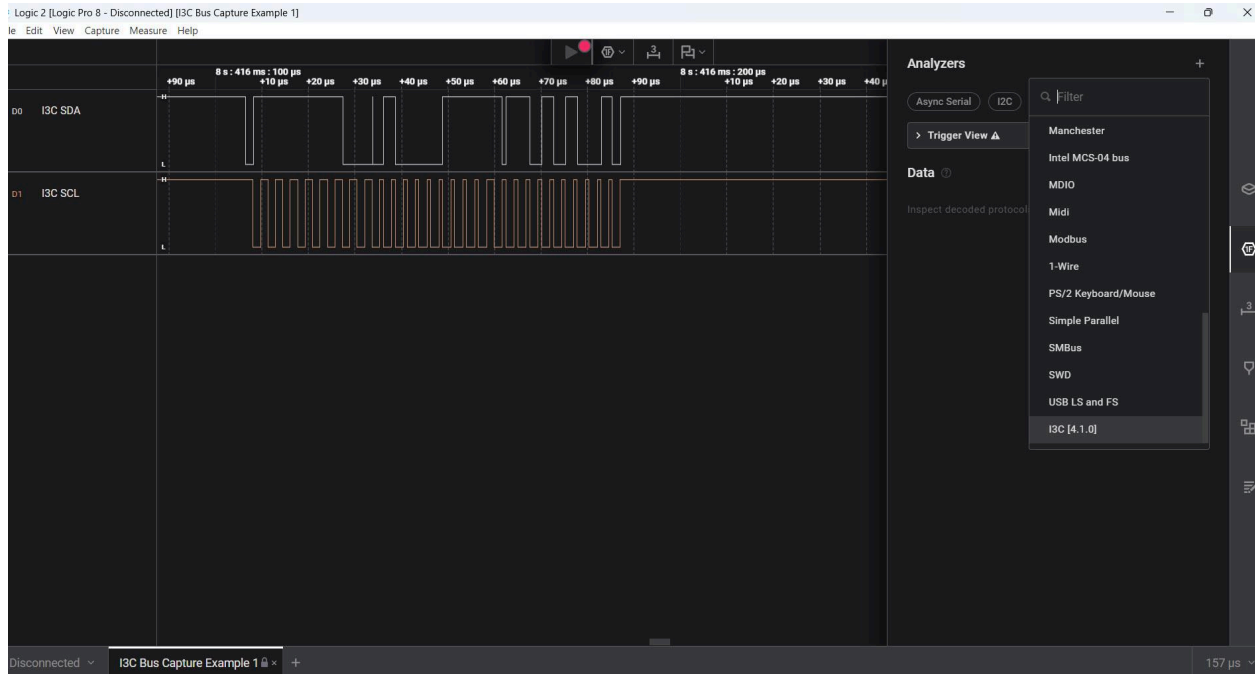 Logic 2 [Logic Pro 8 - Disconnected] [I3C Bus Capture Example 1]
le Edit View Capture Measure Help
3
8 s : 416 ms : 100 µs 8 s : 416 ms : 200 µs
+90 µs +10 µs +20 µs +30 µs +40 µs +50 µs +60 µs +70 µs +80 µs +90 µs +10 µs +20 µs +30 µs +40 µ
D0 I3C SDA
H
L
D1 I3C SCL
H
L
Analyzers +
Async Serial I2C
> Trigger View
Data
Inspect decoded protocol
Filter
Manchester
Intel MCS-04 bus
MDIO
Midi
Modbus
1-Wire
PS/2 Keyboard/Mouse
Simple Parallel
SMBus
SWD
USB LS and FS
I3C [4.1.0]
1F
3
Disconnected I3C Bus Capture Example 1 × +
157 µs